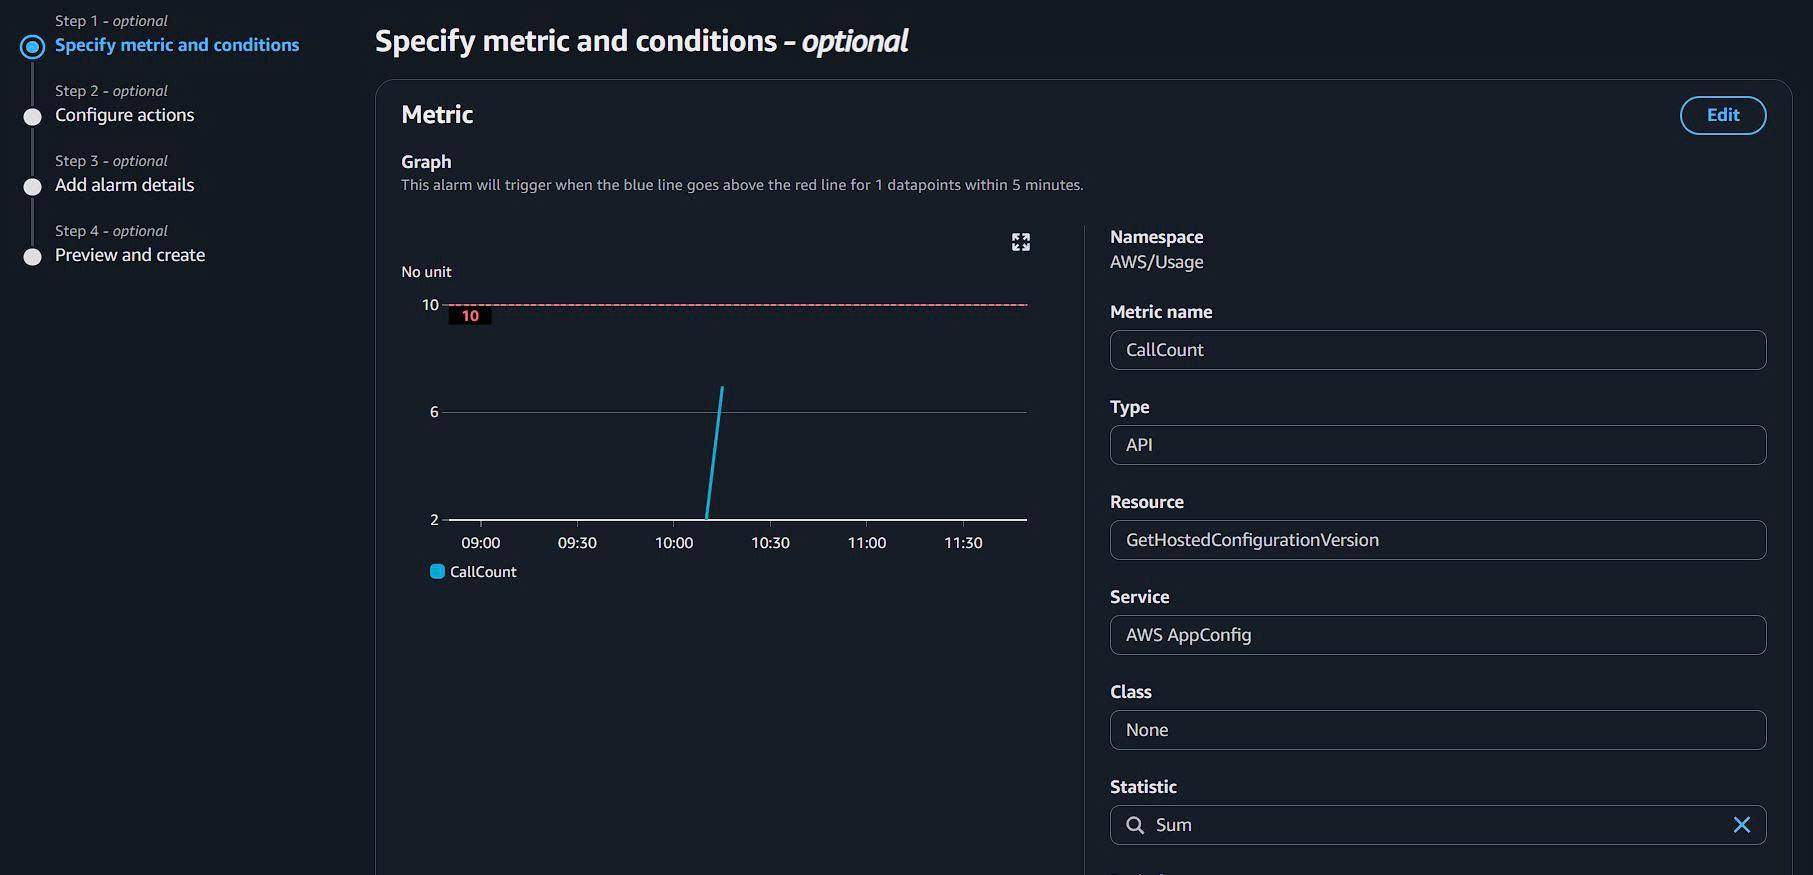 Step 1 - optional
Specify metric and conditions
Step 2 - optional
Configure actions
Step 3 - optional
Add alarm details
Step 4 - optional
Preview and create
Specify metric and conditions - optional
Metric
Edit
Graph
This alarm will trigger when the blue line goes above the red line for 1 datapoints within 5 minutes.
No unit
10
10
6
2
09:00 09:30 10:00 10:30 11:00 11:30
CallCount
Namespace
AWS/Usage
Metric name
CallCount
Type
API
Resource
GetHostedConfigurationVersion
Service
AWS AppConfig
Class
None
Statistic
Sum